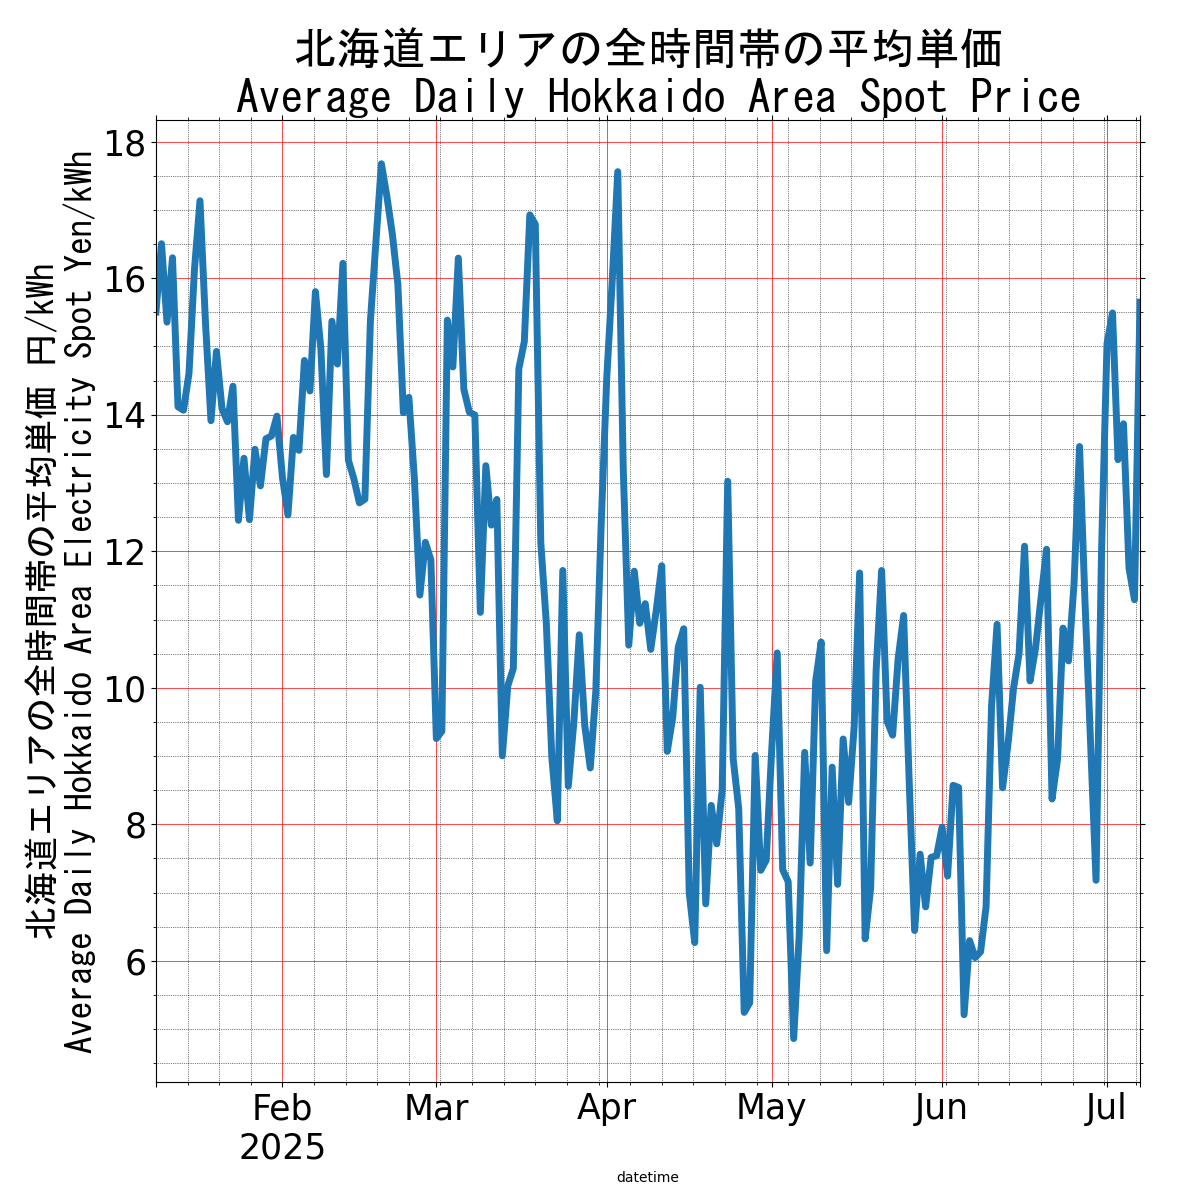 北海道エリアの全時間帯の平均単価
Average Daily Hokkaido Area Spot Price
北海道エリアの全時間帯の平均単価 円/kWh
Average Daily Hokkaido Area Electricity Spot Yen/kWh
18
16
14
12
10
8
6
Feb
2025
Mar
Apr
May
Jun
Jul
datetime